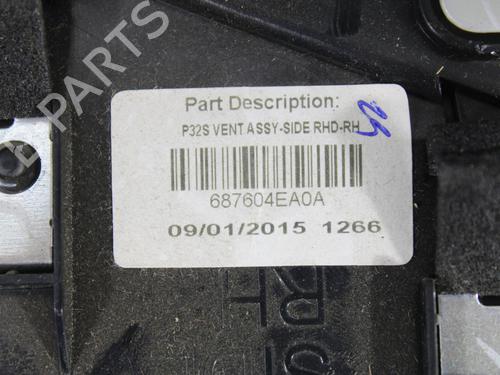 B PARTS
Part Description:
P32S VENT ASSY-SIDE RHD-RH
687604EA0A
09/01/2015 1266